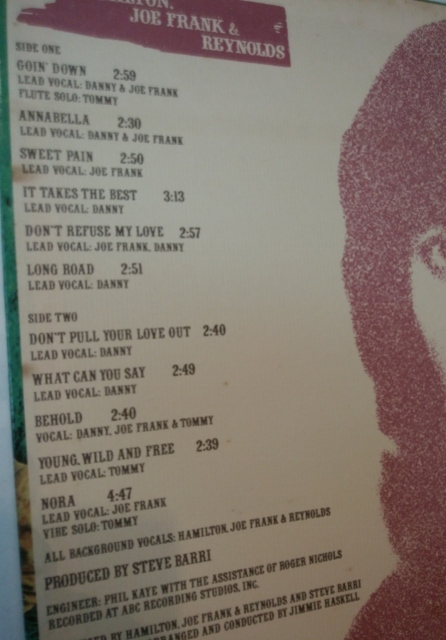 HAMILTON,
JOE FRANK &
REYNOLDS
SIDE ONE
GOIN' DOWN 2:59
LEAD VOCAL: DANNY & JOE FRANK
FLUTE SOLO: TOMMY
ANNABELLA 2:30
LEAD VOCAL: DANNY & JOE FRANK
SWEET PAIN 2:50
LEAD VOCAL: JOE FRANK
IT TAKES THE BEST 3:13
LEAD VOCAL: DANNY
DON'T REFUSE MY LOVE 2:57
LEAD VOCAL: JOE FRANK, DANNY
LONG ROAD 2:51
LEAD VOCAL: DANNY
SIDE TWO
DON'T PULL YOUR LOVE OUT 2:40
LEAD VOCAL: DANNY
WHAT CAN YOU SAY 2:49
LEAD VOCAL: DANNY
BEHOLD 2:40
VOCAL: DANNY, JOE FRANK & TOMMY
YOUNG, WILD AND FREE 2:39
LEAD VOCAL: TOMMY
NORA 4:47
LEAD VOCAL: JOE FRANK
VIBE SOLO: TOMMY
ALL BACKGROUND VOCALS: HAMILTON, JOE FRANK & REYNOLDS
PRODUCED BY STEVE BARRI
ENGINEER: PHIL KAYE WITH THE ASSISTANCE OF ROGER NICHOLS
RECORDED AT ABC RECORDING STUDIOS, INC.
BY HAMILTON, JOE FRANK & REYNOLDS AND STEVE BARRI
ARRANGED AND CONDUCTED BY JIMMIE HASKELL